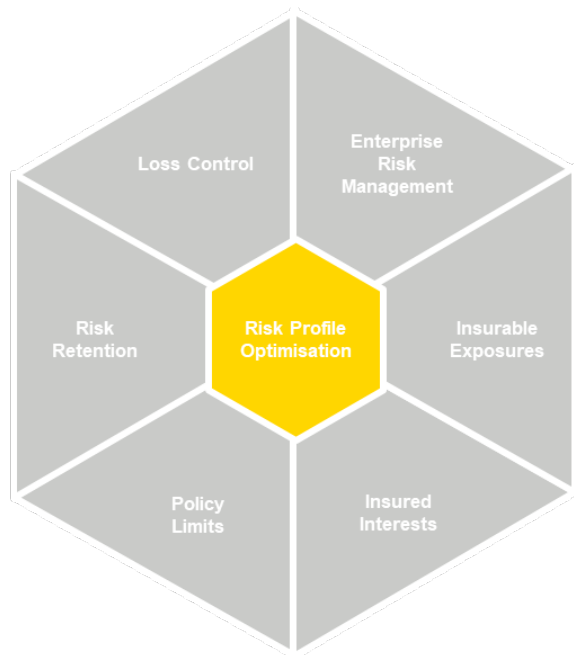 Loss Control
Enterprise
Risk
Management
Risk
Retention
Risk Profile
Optimisation
Insurable
Exposures
Policy
Limits
Insured
Interests